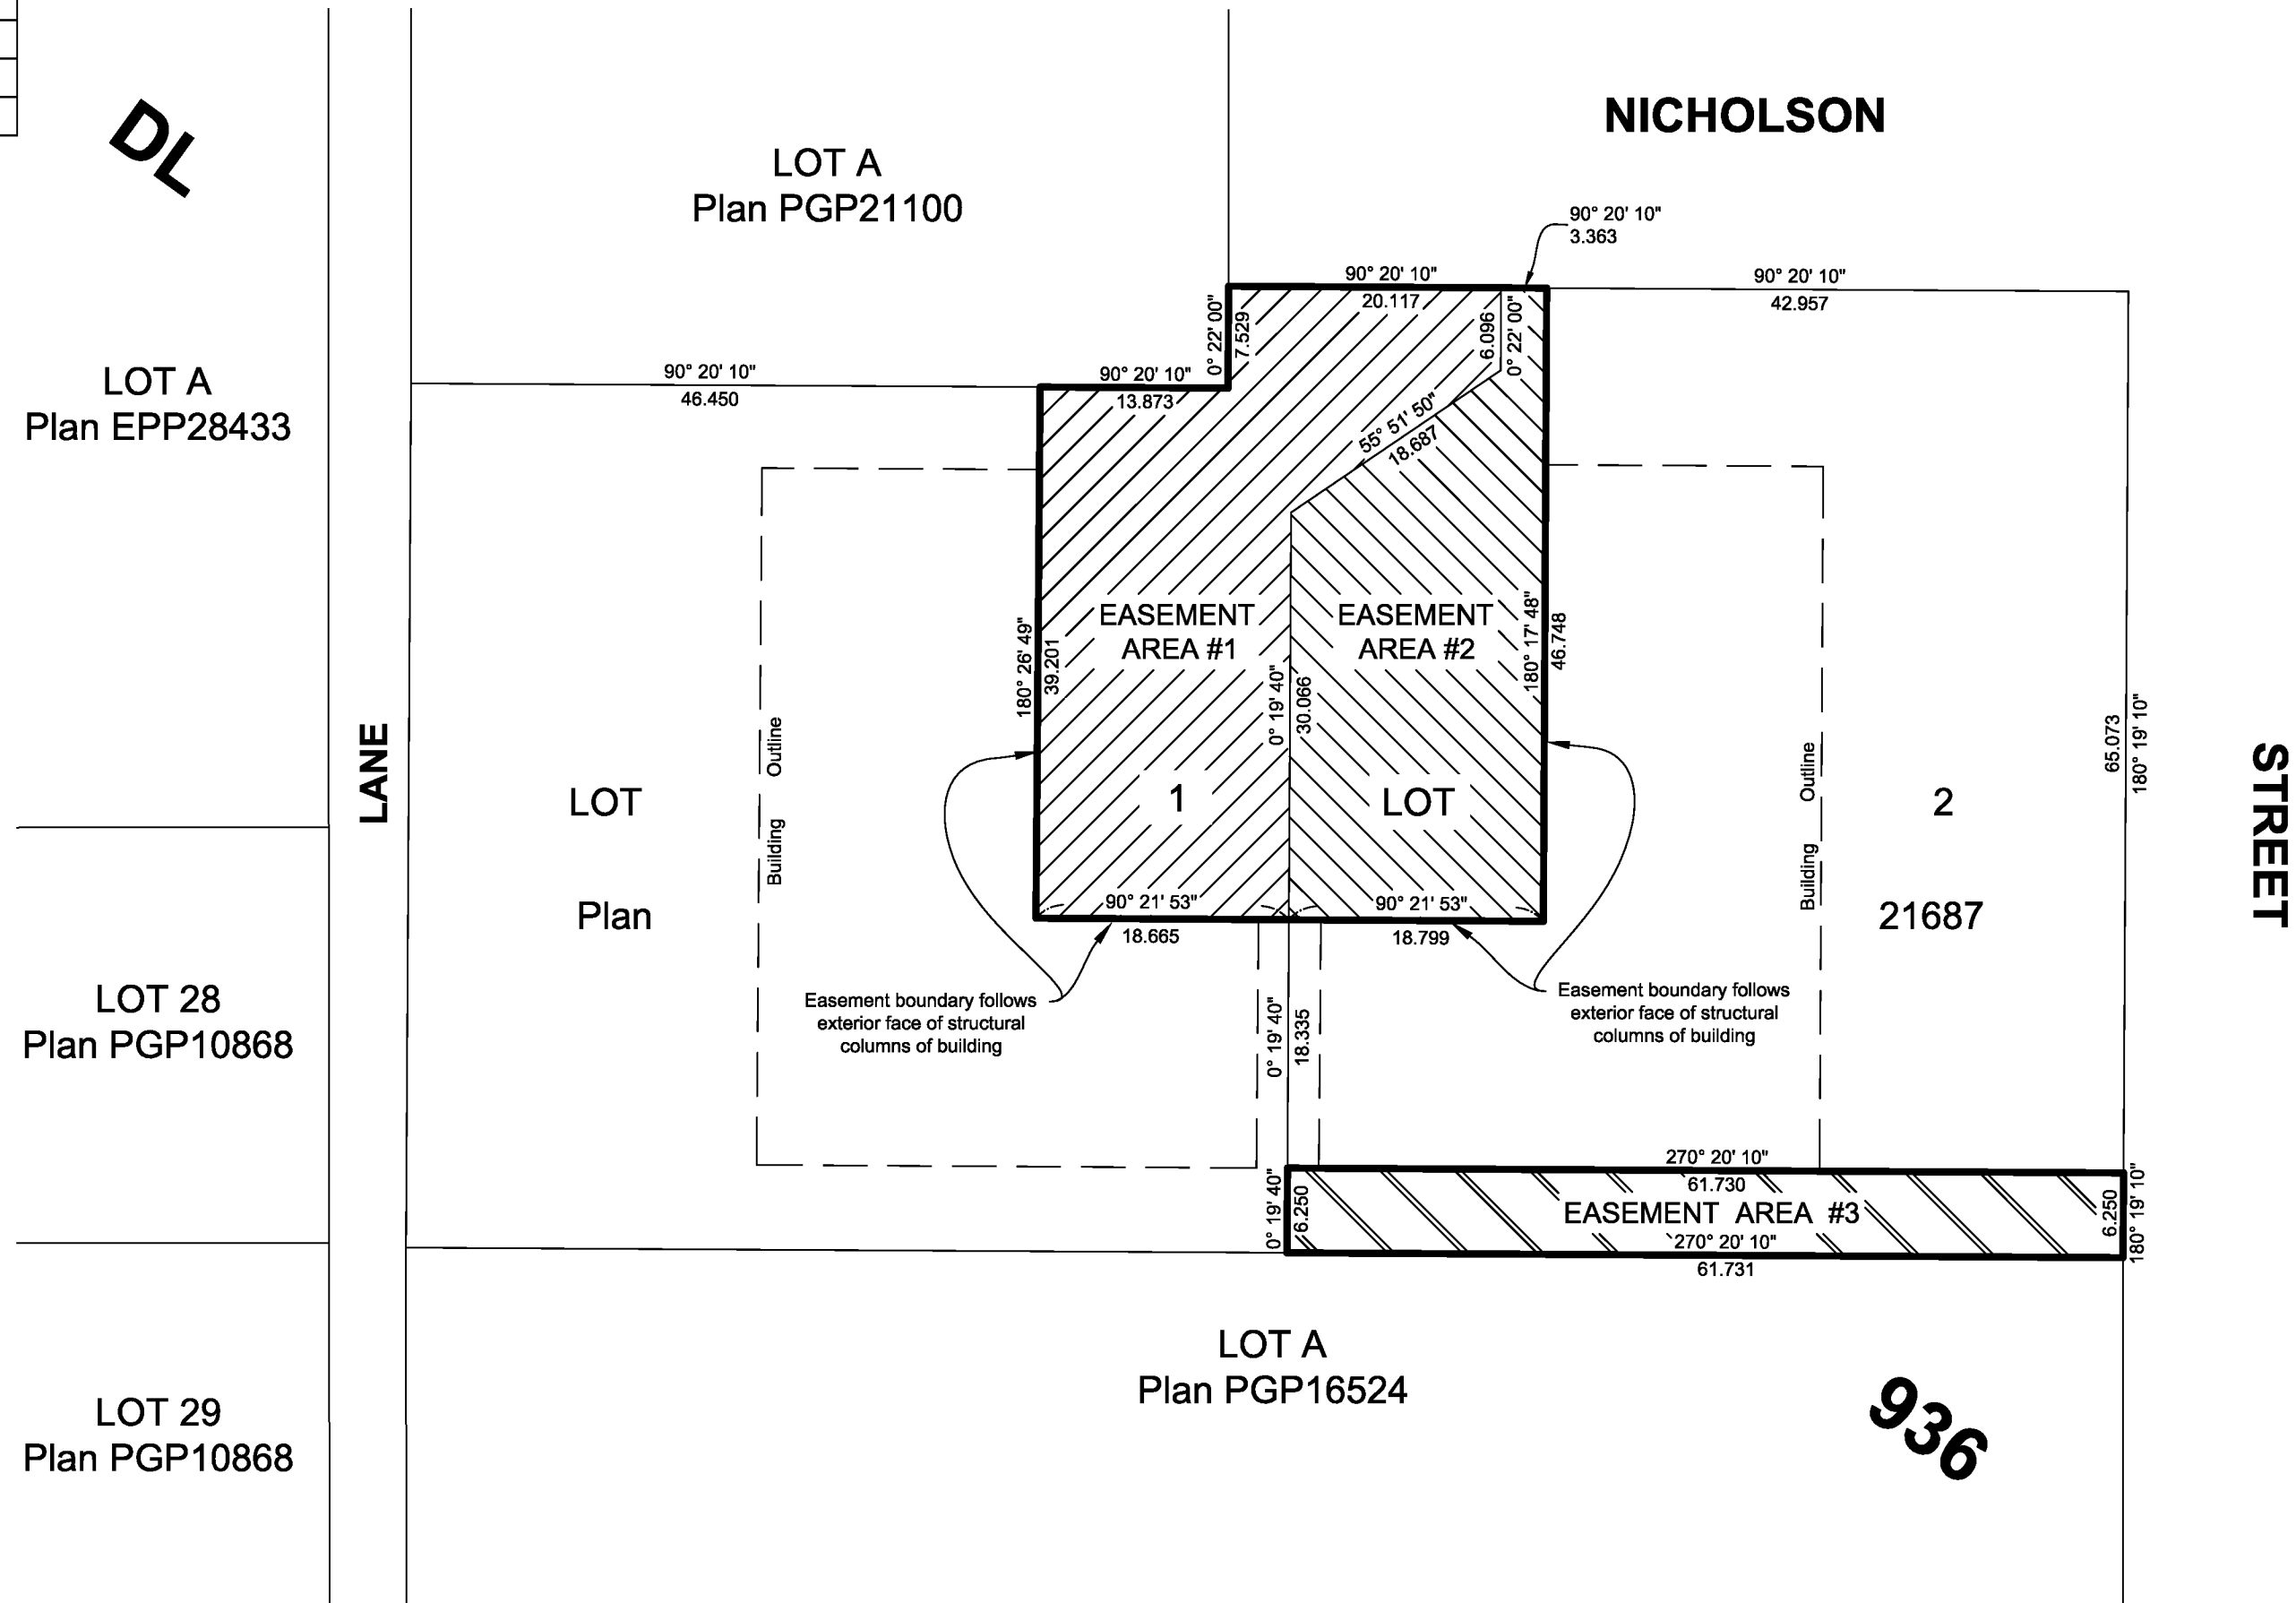 DL
NICHOLSON
LOT A
Plan PGP21100
90° 20' 10"
3.363
90° 20' 10"
20.117
90° 20' 10"
42.957
0° 22' 00"
7.529
6.096
0° 22' 00"
LOT A
Plan EPP28433
90° 20' 10"
46.450
90° 20' 10"
13.873
55° 51' 50"
18.687
EASEMENT
AREA #1
EASEMENT
AREA #2
180° 26' 49"
39.201
0° 19' 40"
30.066
180° 17' 48"
46.748
LANE
Building Outline
Building Outline
65.073
180° 19' 10"
STREET
LOT
1
LOT
2
Plan
21687
90° 21' 53"
18.665
90° 21' 53"
18.799
LOT 28
Plan PGP10868
Easement boundary follows
exterior face of structural
columns of building
0° 19' 40"
18.335
Easement boundary follows
exterior face of structural
columns of building
270° 20' 10"
61.730
0° 19' 40"
6.250
EASEMENT AREA #3
6.250
180° 19' 10"
270° 20' 10"
61.731
LOT A
Plan PGP16524
LOT 29
Plan PGP10868
936